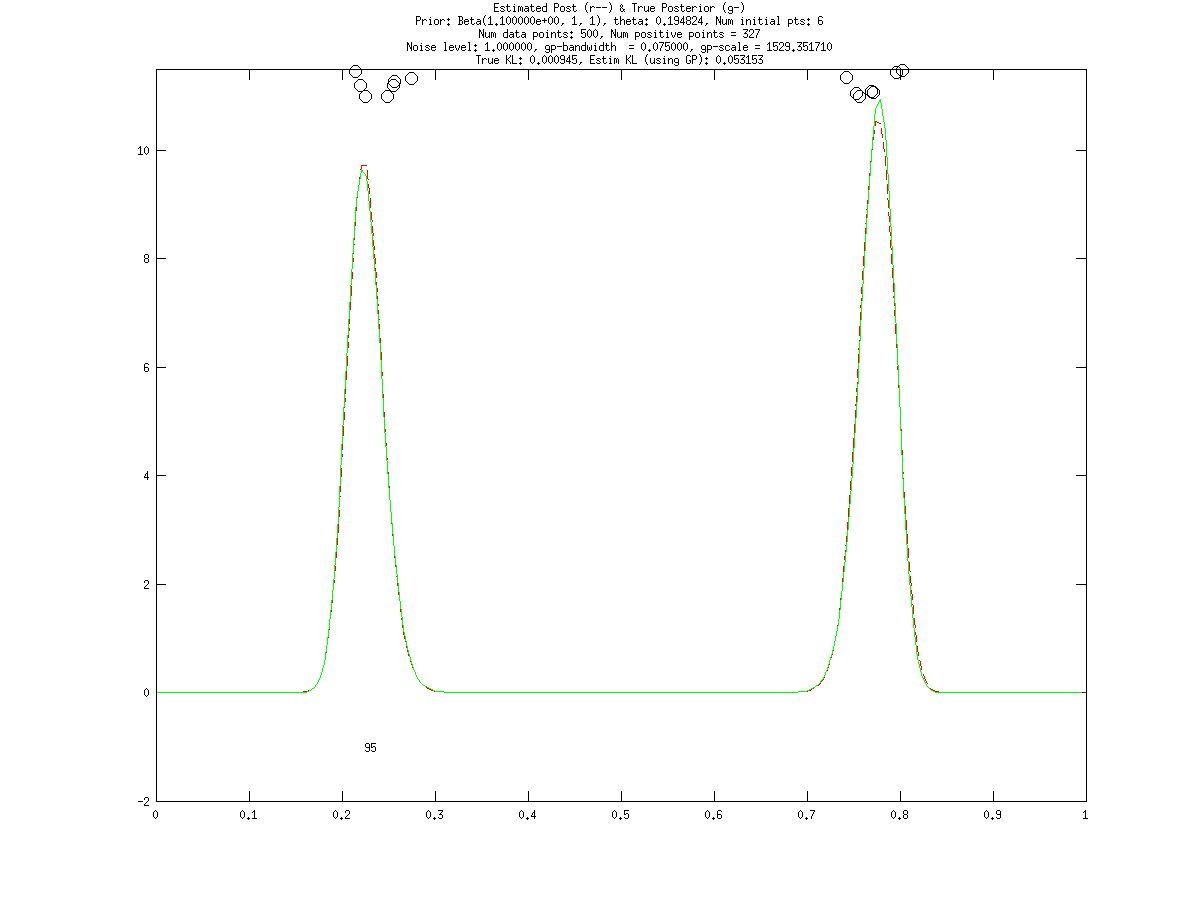 Estimated Post (r--) & True Posterior (g-)
Prior: Beta(1.100000e+00, 1, 1), theta: 0.194824, Num initial pts: 6
Num data points: 500, Num positive points = 327
Noise level: 1.000000, gp-bandwidth = 0.075000, gp-scale = 1529.351710
True KL: 0.000945, Estim KL (using GP): 0.053153
10
8
6
4
2
0
95
-2
0 0.1 0.2 0.3 0.4 0.5 0.6 0.7 0.8 0.9 1